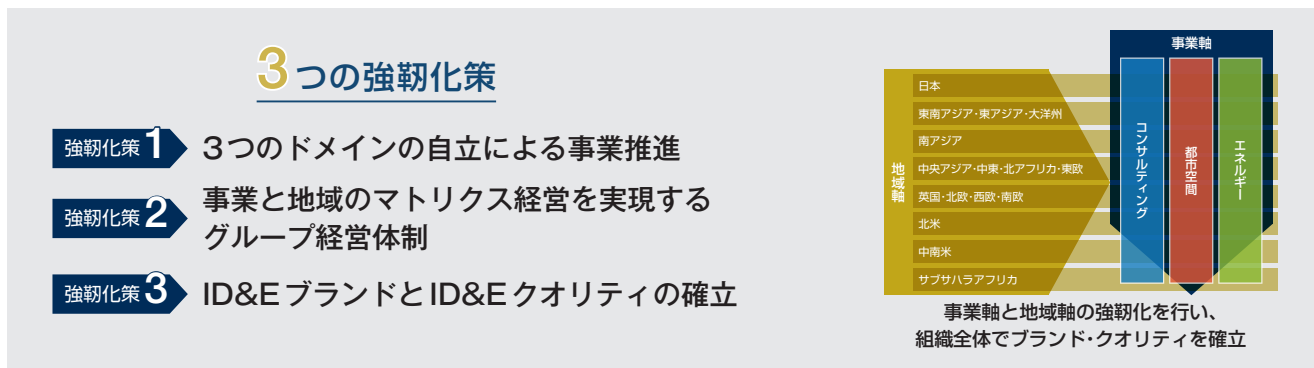 3つの強靭化策
強靭化策1 3つのドメインの自立による事業推進
強靭化策2 事業と地域のマトリクス経営を実現する
グループ経営体制
強靭化策3 ID&EブランドとID&Eクオリティの確立
事業軸
コンサルティング
都市空間
エネルギー
地域軸
日本
東南アジア・東アジア・大洋州
南アジア
中央アジア・中東・北アフリカ・東欧
英国・北欧・西欧・南欧
北米
中南米
サブサハラアフリカ
事業軸と地域軸の強靭化を行い、
組織全体でブランド・クオリティを確立